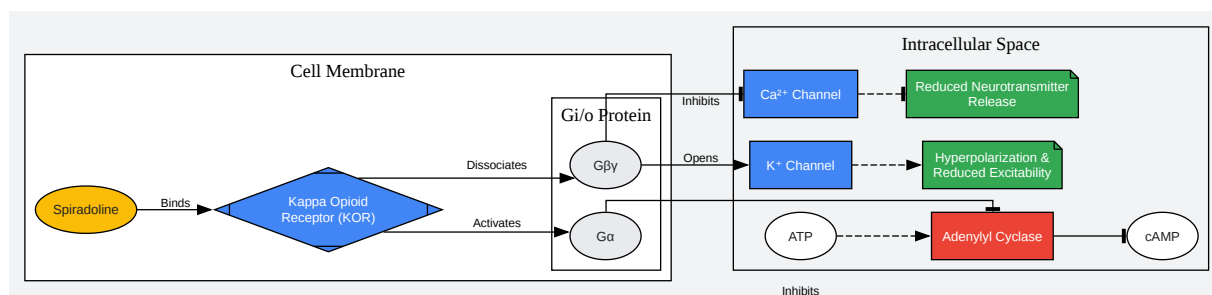 Cell Membrane
Intracellular Space
Gi/o Protein
Inhibits
Ca²⁺ Channel
Reduced Neurotransmitter
Release
Dissociates
Gβγ
Opens
K⁺ Channel
Hyperpolarization &
Reduced Excitability
Spiradoline
Binds
Kappa Opioid
Receptor (KOR)
Activates
Gα
ATP
Adenylyl Cyclase
cAMP
Inhibits